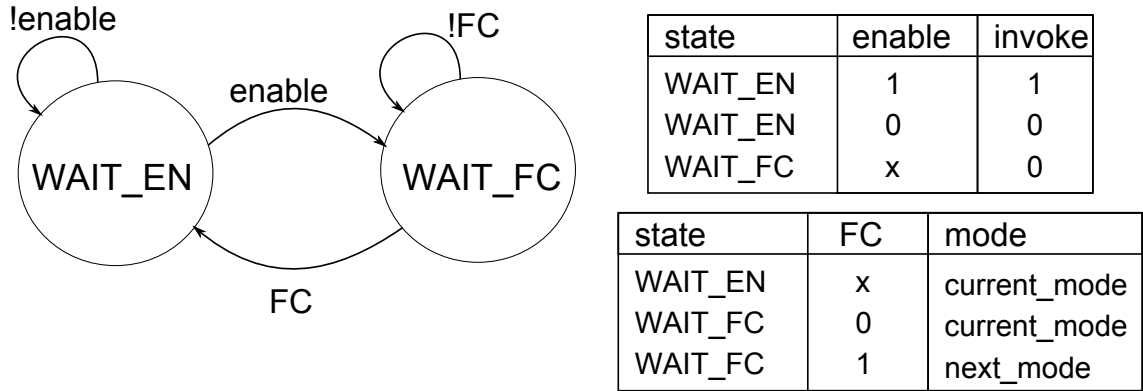 !enable
!FC
enable
WAIT_EN
WAIT_FC
FC
state enable invoke
WAIT_EN 1 1
WAIT_EN 0 0
WAIT_FC x 0
state FC mode
WAIT_EN x current_mode
WAIT_FC 0 current_mode
WAIT_FC 1 next_mode